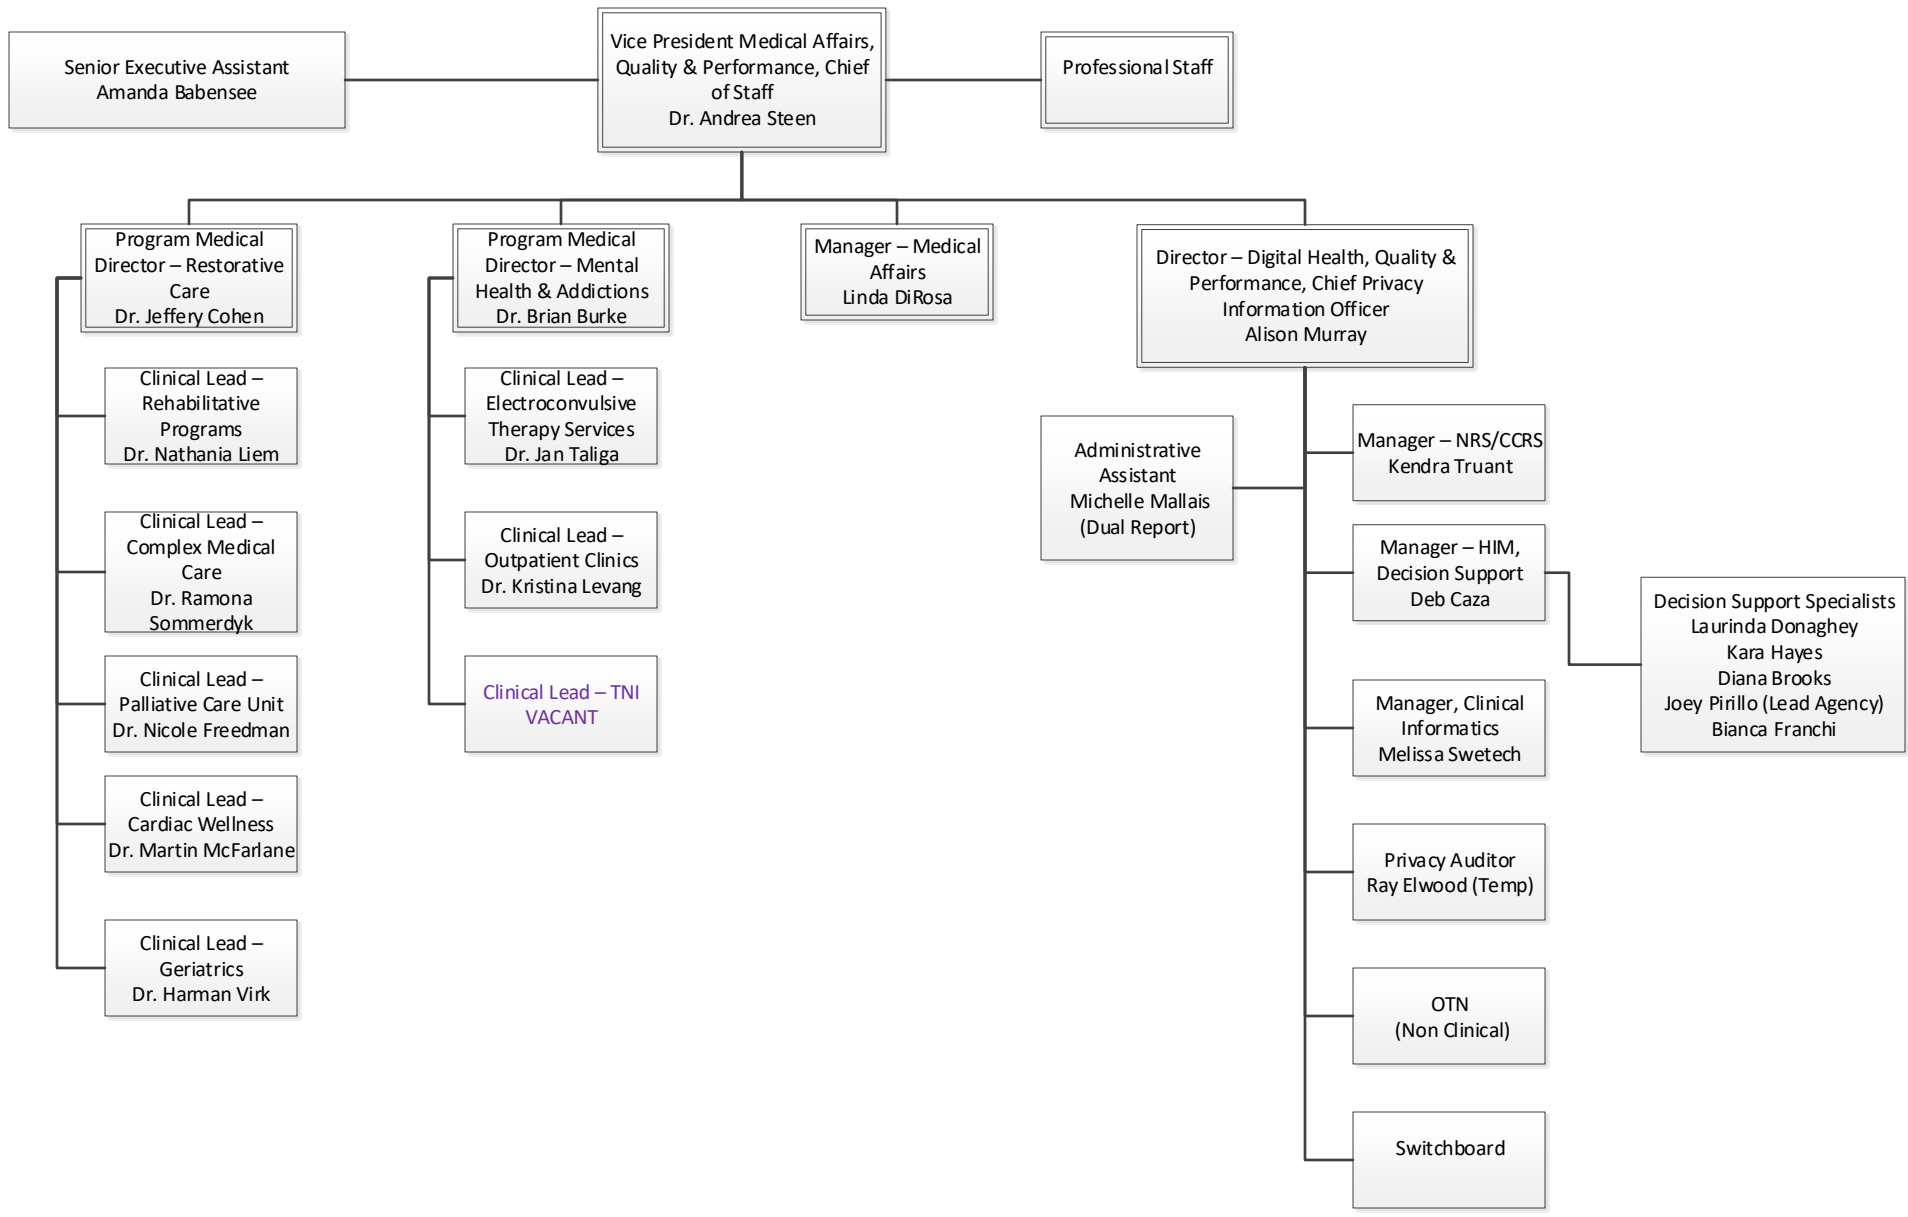 Senior Executive Assistant
Amanda Babensee
Vice President Medical Affairs,
Quality & Performance, Chief
of Staff
Dr. Andrea Steen
Professional Staff
Program Medical
Director – Restorative
Care
Dr. Jeffery Cohen
Clinical Lead –
Rehabilitative
Programs
Dr. Nathania Liem
Clinical Lead –
Complex Medical
Care
Dr. Ramona
Sommerdyk
Clinical Lead –
Palliative Care Unit
Dr. Nicole Freedman
Clinical Lead –
Cardiac Wellness
Dr. Martin McFarlane
Clinical Lead –
Geriatrics
Dr. Harman Virk
Program Medical
Director – Mental
Health & Addictions
Dr. Brian Burke
Clinical Lead –
Electroconvulsive
Therapy Services
Dr. Jan Taliga
Clinical Lead –
Outpatient Clinics
Dr. Kristina Levang
Clinical Lead – TNI
VACANT
Manager – Medical
Affairs
Linda DiRosa
Director – Digital Health, Quality &
Performance, Chief Privacy
Information Officer
Alison Murray
Administrative
Assistant
Michelle Mallais
(Dual Report)
Manager – NRS/CCRS
Kendra Truant
Manager – HIM,
Decision Support
Deb Caza
Decision Support Specialists
Laurinda Donaghey
Kara Hayes
Diana Brooks
Joey Pirillo (Lead Agency)
Bianca Franchi
Manager, Clinical
Informatics
Melissa Swetech
Privacy Auditor
Ray Elwood (Temp)
OTN
(Non Clinical)
Switchboard